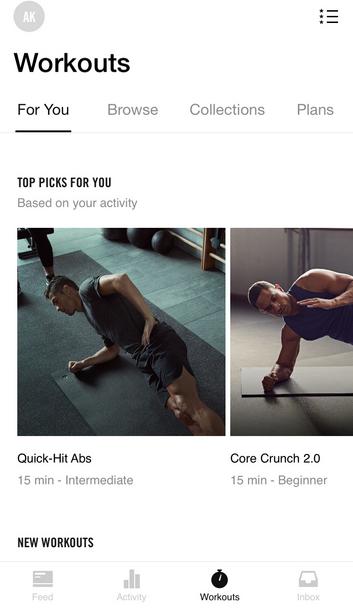 AK
Workouts
For You Browse Collections Plans
TOP PICKS FOR YOU
Based on your activity
Quick-Hit Abs Core Crunch 2.0
15 min - Intermediate 15 min - Beginner
NEW WORKOUTS
Feed Activity Workouts Inbox